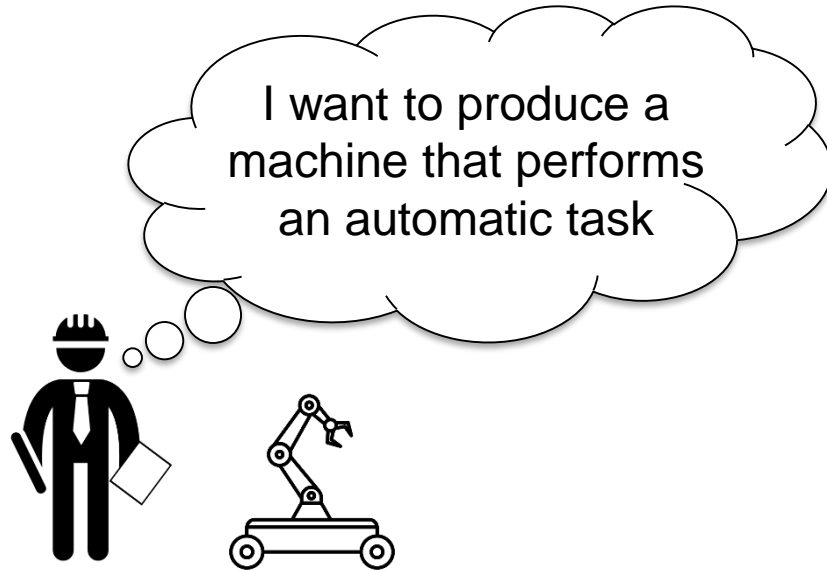 I want to produce a
machine that performs
an automatic task